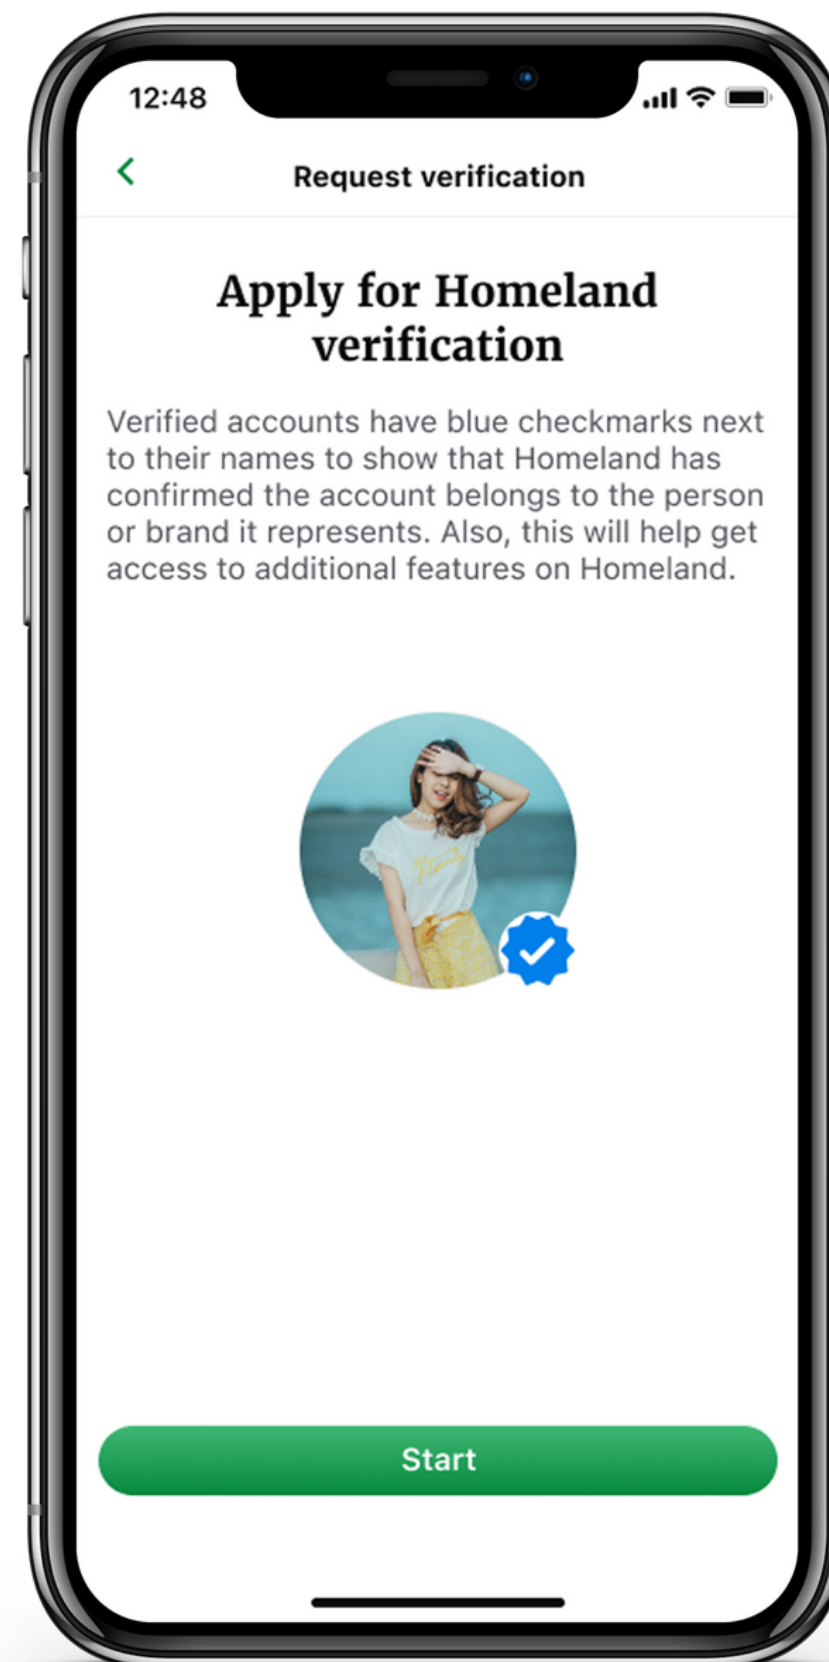 12:48
Request verification
Apply for Homeland
verification
Verified accounts have blue checkmarks next
to their names to show that Homeland has
confirmed the account belongs to the person
or brand it represents. Also, this will help get
access to additional features on Homeland.
Start